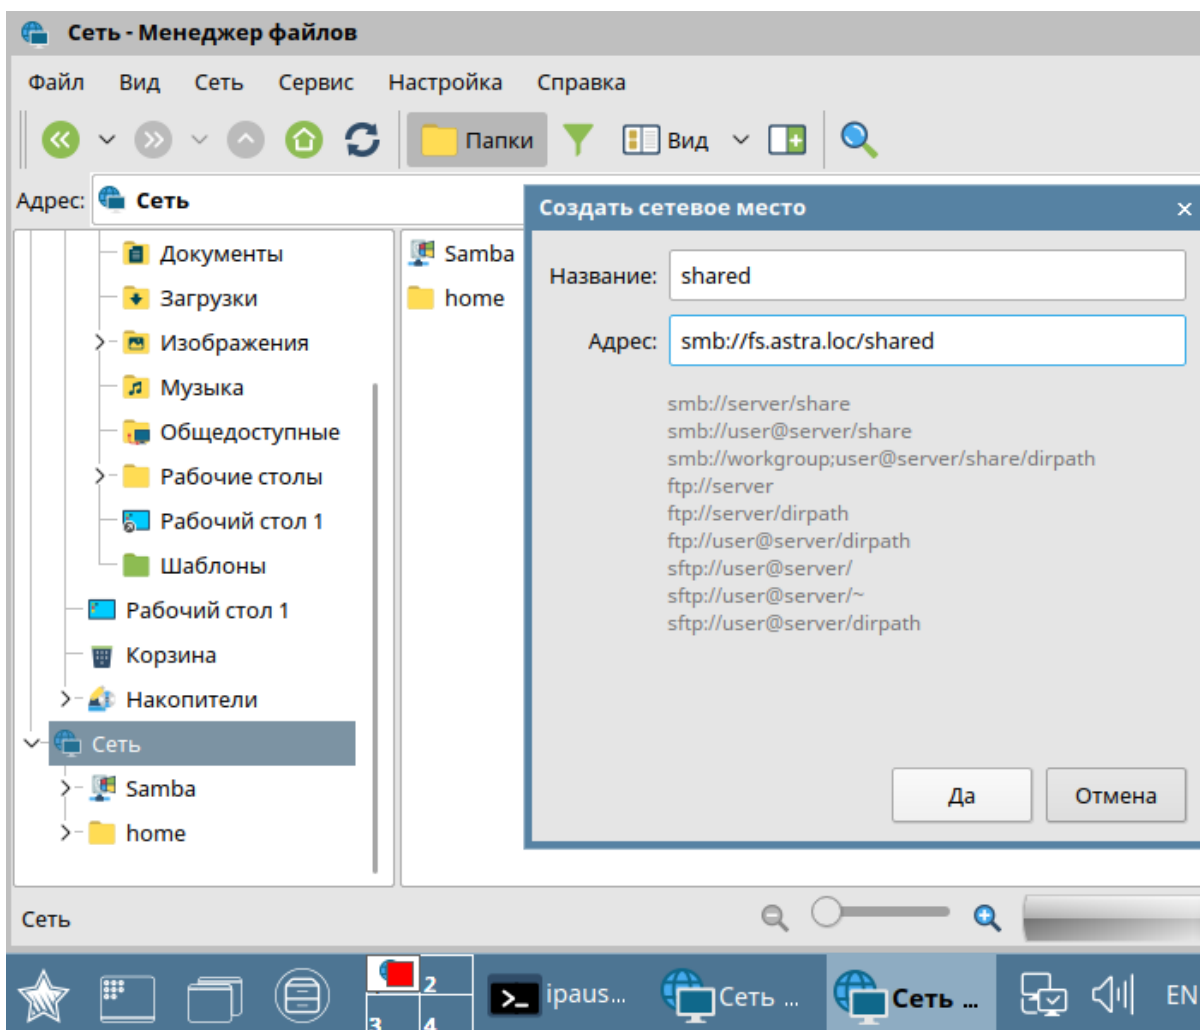 Сеть - Менеджер файлов
Файл Вид Сеть Сервис Настройка Справка
Папки Вид
Адрес: Сеть
Документы
Загрузки
Изображения
Музыка
Общедоступные
Рабочие столы
Рабочий стол 1
Шаблоны
Рабочий стол 1
Корзина
Накопители
Сеть
Samba
home
Samba
home
Создать сетевое место
Название: shared
Адрес: smb://fs.astra.loc/shared
smb://server/share
smb://user@server/share
smb://workgroup;user@server/share/dirpath
ftp://server
ftp://server/dirpath
ftp://user@server/dirpath
sftp://user@server/
sftp://user@server/~
sftp://user@server/dirpath
Да Отмена
Сеть
2
3 4
ipaus... Сеть ... Сеть ... EN